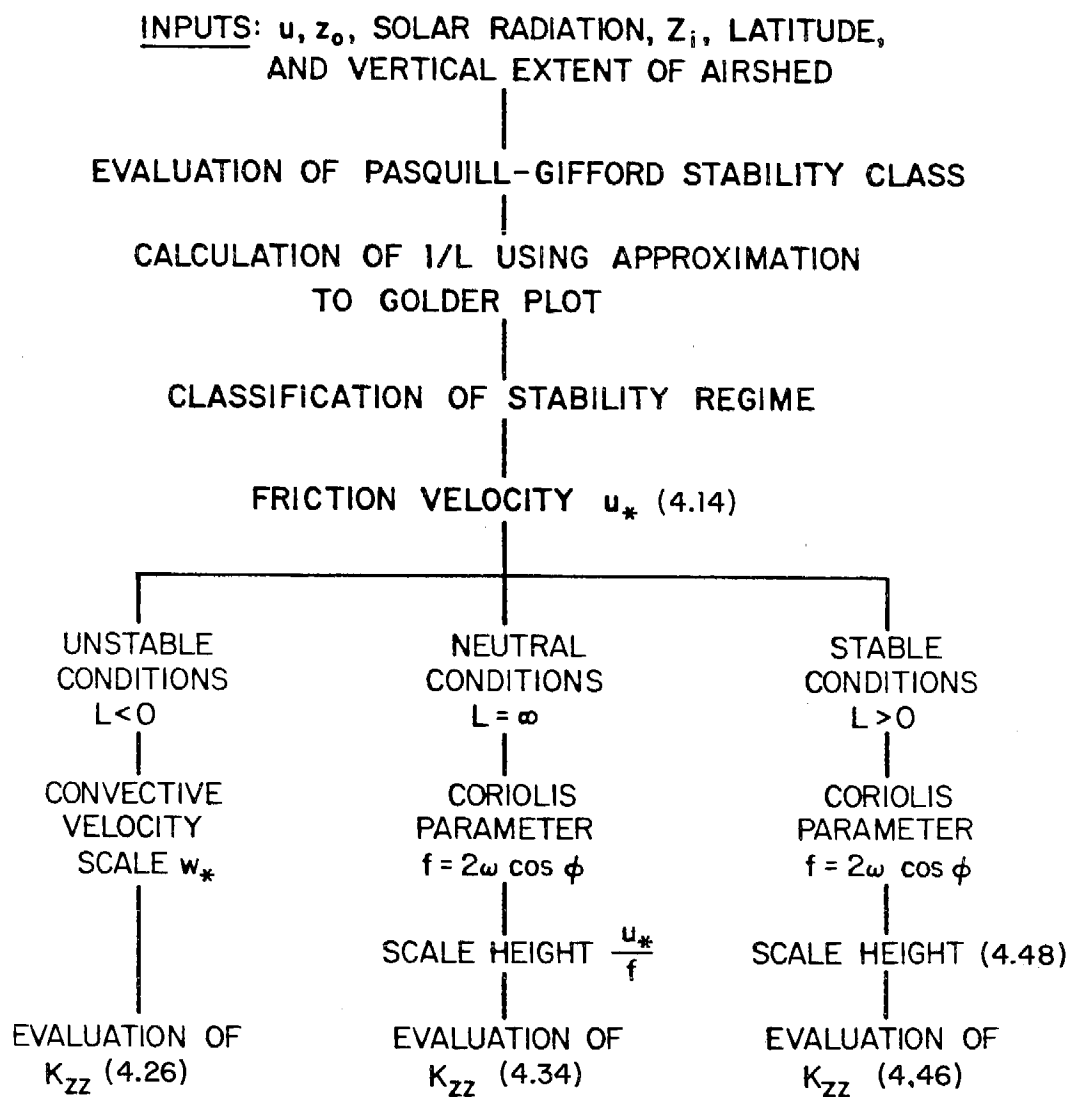 INPUTS: u, z₀, SOLAR RADIATION, Zᵢ, LATITUDE,
AND VERTICAL EXTENT OF AIRSHED
EVALUATION OF PASQUILL-GIFFORD STABILITY CLASS
CALCULATION OF 1/L USING APPROXIMATION
TO GOLDER PLOT
CLASSIFICATION OF STABILITY REGIME
FRICTION VELOCITY u* (4.14)
UNSTABLE
CONDITIONS
L<0
CONVECTIVE
VELOCITY
SCALE w*
EVALUATION OF
Kzz (4.26)
NEUTRAL
CONDITIONS
L = ∞
CORIOLIS
PARAMETER
f = 2ω cos ϕ
SCALE HEIGHT u*/f
EVALUATION OF
Kzz (4.34)
STABLE
CONDITIONS
L>0
CORIOLIS
PARAMETER
f = 2ω cos ϕ
SCALE HEIGHT (4.48)
EVALUATION OF
Kzz (4.46)